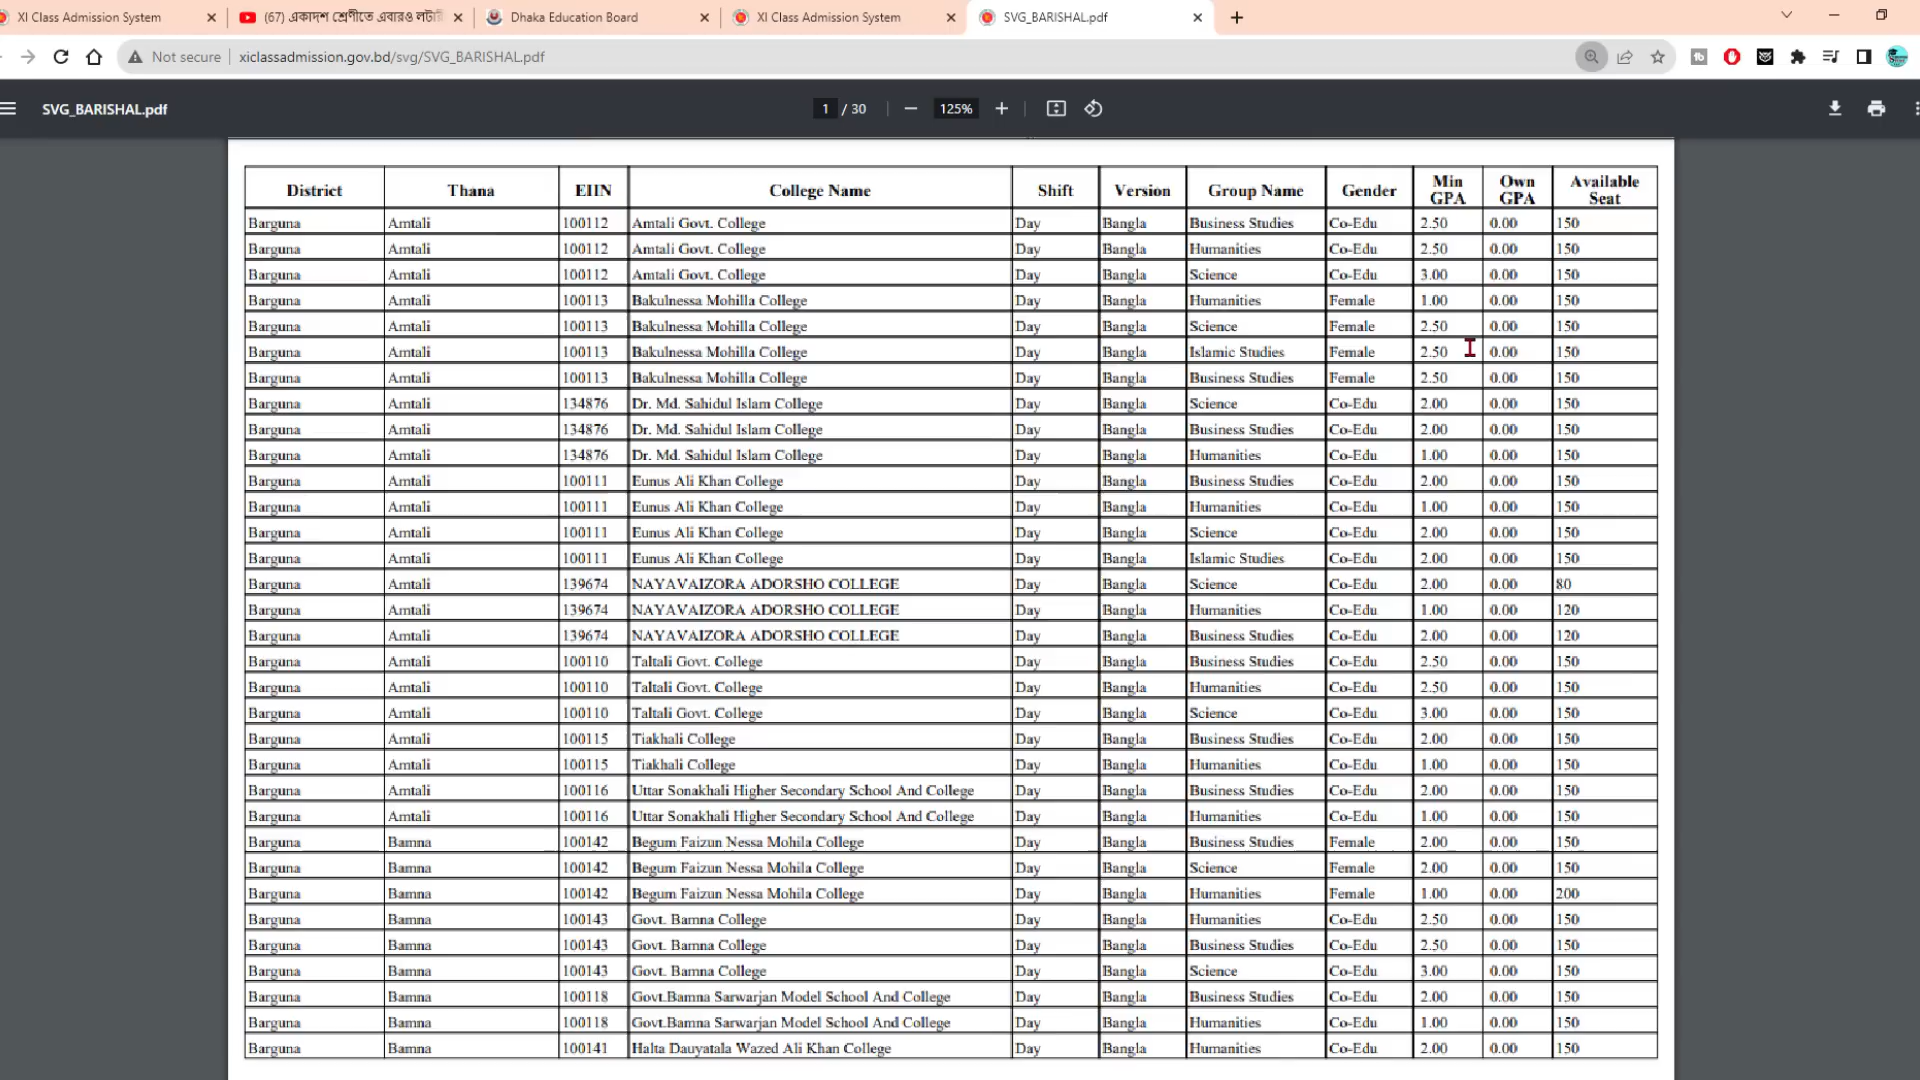 XI Class Admission System
(67) একাদশ শ্রেণীতে এবারও লটারি
Dhaka Education Board
XI Class Admission System
SVG_BARISHAL.pdf
Not secure xiclassadmission.gov.bd/svg/SVG_BARISHAL.pdf
SVG_BARISHAL.pdf 1 / 30 125%
District Thana EIIN College Name Shift Version Group Name Gender Min GPA Own GPA Available Seat
Barguna Amtali 100112 Amtali Govt. College Day Bangla Business Studies Co-Edu 2.50 0.00 150
Barguna Amtali 100112 Amtali Govt. College Day Bangla Humanities Co-Edu 2.50 0.00 150
Barguna Amtali 100112 Amtali Govt. College Day Bangla Science Co-Edu 3.00 0.00 150
Barguna Amtali 100113 Bakulnessa Mohilla College Day Bangla Humanities Female 1.00 0.00 150
Barguna Amtali 100113 Bakulnessa Mohilla College Day Bangla Science Female 2.50 0.00 150
Barguna Amtali 100113 Bakulnessa Mohilla College Day Bangla Islamic Studies Female 2.50 0.00 150
Barguna Amtali 100113 Bakulnessa Mohilla College Day Bangla Business Studies Female 2.50 0.00 150
Barguna Amtali 134876 Dr. Md. Sahidul Islam College Day Bangla Science Co-Edu 2.00 0.00 150
Barguna Amtali 134876 Dr. Md. Sahidul Islam College Day Bangla Business Studies Co-Edu 2.00 0.00 150
Barguna Amtali 134876 Dr. Md. Sahidul Islam College Day Bangla Humanities Co-Edu 1.00 0.00 150
Barguna Amtali 100111 Eunus Ali Khan College Day Bangla Business Studies Co-Edu 2.00 0.00 150
Barguna Amtali 100111 Eunus Ali Khan College Day Bangla Humanities Co-Edu 1.00 0.00 150
Barguna Amtali 100111 Eunus Ali Khan College Day Bangla Science Co-Edu 2.00 0.00 150
Barguna Amtali 100111 Eunus Ali Khan College Day Bangla Islamic Studies Co-Edu 2.00 0.00 150
Barguna Amtali 139674 NAYAVAIZORA ADORSHO COLLEGE Day Bangla Science Co-Edu 2.00 0.00 80
Barguna Amtali 139674 NAYAVAIZORA ADORSHO COLLEGE Day Bangla Humanities Co-Edu 1.00 0.00 120
Barguna Amtali 139674 NAYAVAIZORA ADORSHO COLLEGE Day Bangla Business Studies Co-Edu 2.00 0.00 120
Barguna Amtali 100110 Taltali Govt. College Day Bangla Business Studies Co-Edu 2.50 0.00 150
Barguna Amtali 100110 Taltali Govt. College Day Bangla Humanities Co-Edu 2.50 0.00 150
Barguna Amtali 100110 Taltali Govt. College Day Bangla Science Co-Edu 3.00 0.00 150
Barguna Amtali 100115 Tiakhali College Day Bangla Business Studies Co-Edu 2.00 0.00 150
Barguna Amtali 100115 Tiakhali College Day Bangla Humanities Co-Edu 1.00 0.00 150
Barguna Amtali 100116 Uttar Sonakhali Higher Secondary School And College Day Bangla Business Studies Co-Edu 2.00 0.00 150
Barguna Amtali 100116 Uttar Sonakhali Higher Secondary School And College Day Bangla Humanities Co-Edu 1.00 0.00 150
Barguna Bamna 100142 Begum Faizun Nessa Mohila College Day Bangla Business Studies Female 2.00 0.00 150
Barguna Bamna 100142 Begum Faizun Nessa Mohila College Day Bangla Science Female 2.00 0.00 150
Barguna Bamna 100142 Begum Faizun Nessa Mohila College Day Bangla Humanities Female 1.00 0.00 200
Barguna Bamna 100143 Govt. Bamna College Day Bangla Humanities Co-Edu 2.50 0.00 150
Barguna Bamna 100143 Govt. Bamna College Day Bangla Business Studies Co-Edu 2.50 0.00 150
Barguna Bamna 100143 Govt. Bamna College Day Bangla Science Co-Edu 3.00 0.00 150
Barguna Bamna 100118 Govt.Bamna Sarwarjan Model School And College Day Bangla Business Studies Co-Edu 2.00 0.00 150
Barguna Bamna 100118 Govt.Bamna Sarwarjan Model School And College Day Bangla Humanities Co-Edu 1.00 0.00 150
Barguna Bamna 100141 Halta Dauyatala Wazed Ali Khan College Day Bangla Humanities Co-Edu 2.00 0.00 150